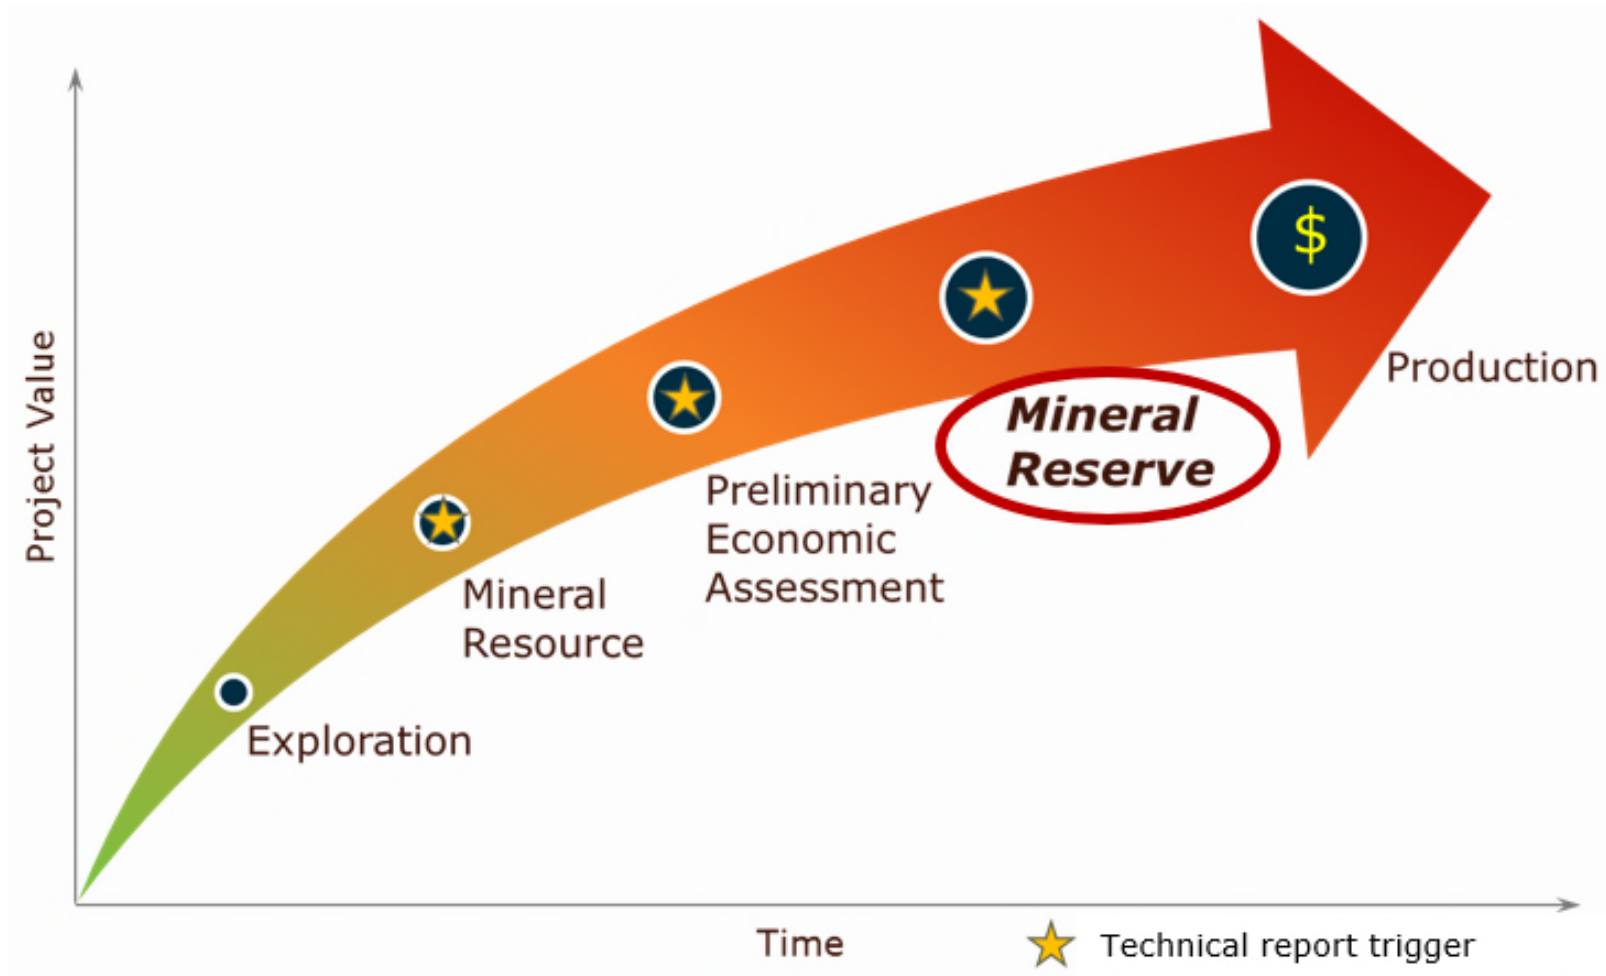 $
Project Value
Production
Mineral
Reserve
Preliminary
Economic
Assessment
Mineral
Resource
Exploration
Time
Technical report trigger